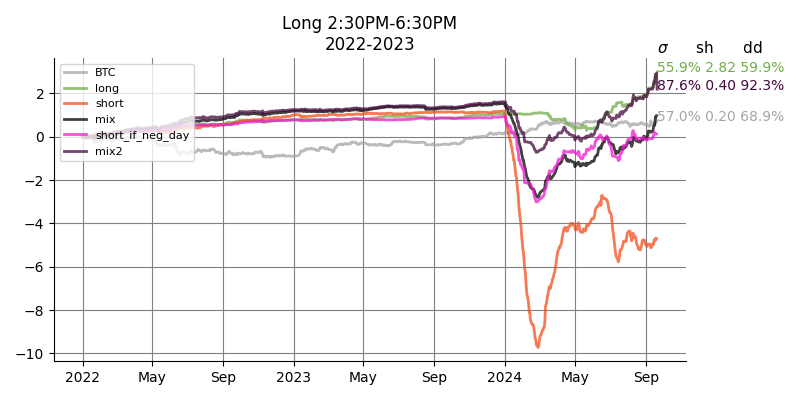 Long 2:30PM-6:30PM
2022-2023
σ sh dd
55.9% 2.82 59.9%
87.6% 0.40 92.3%
57.0% 0.20 68.9%
BTC
long
short
mix
short_if_neg_day
mix2
2
0
−2
−4
−6
−8
−10
2022 May Sep 2023 May Sep 2024 May Sep